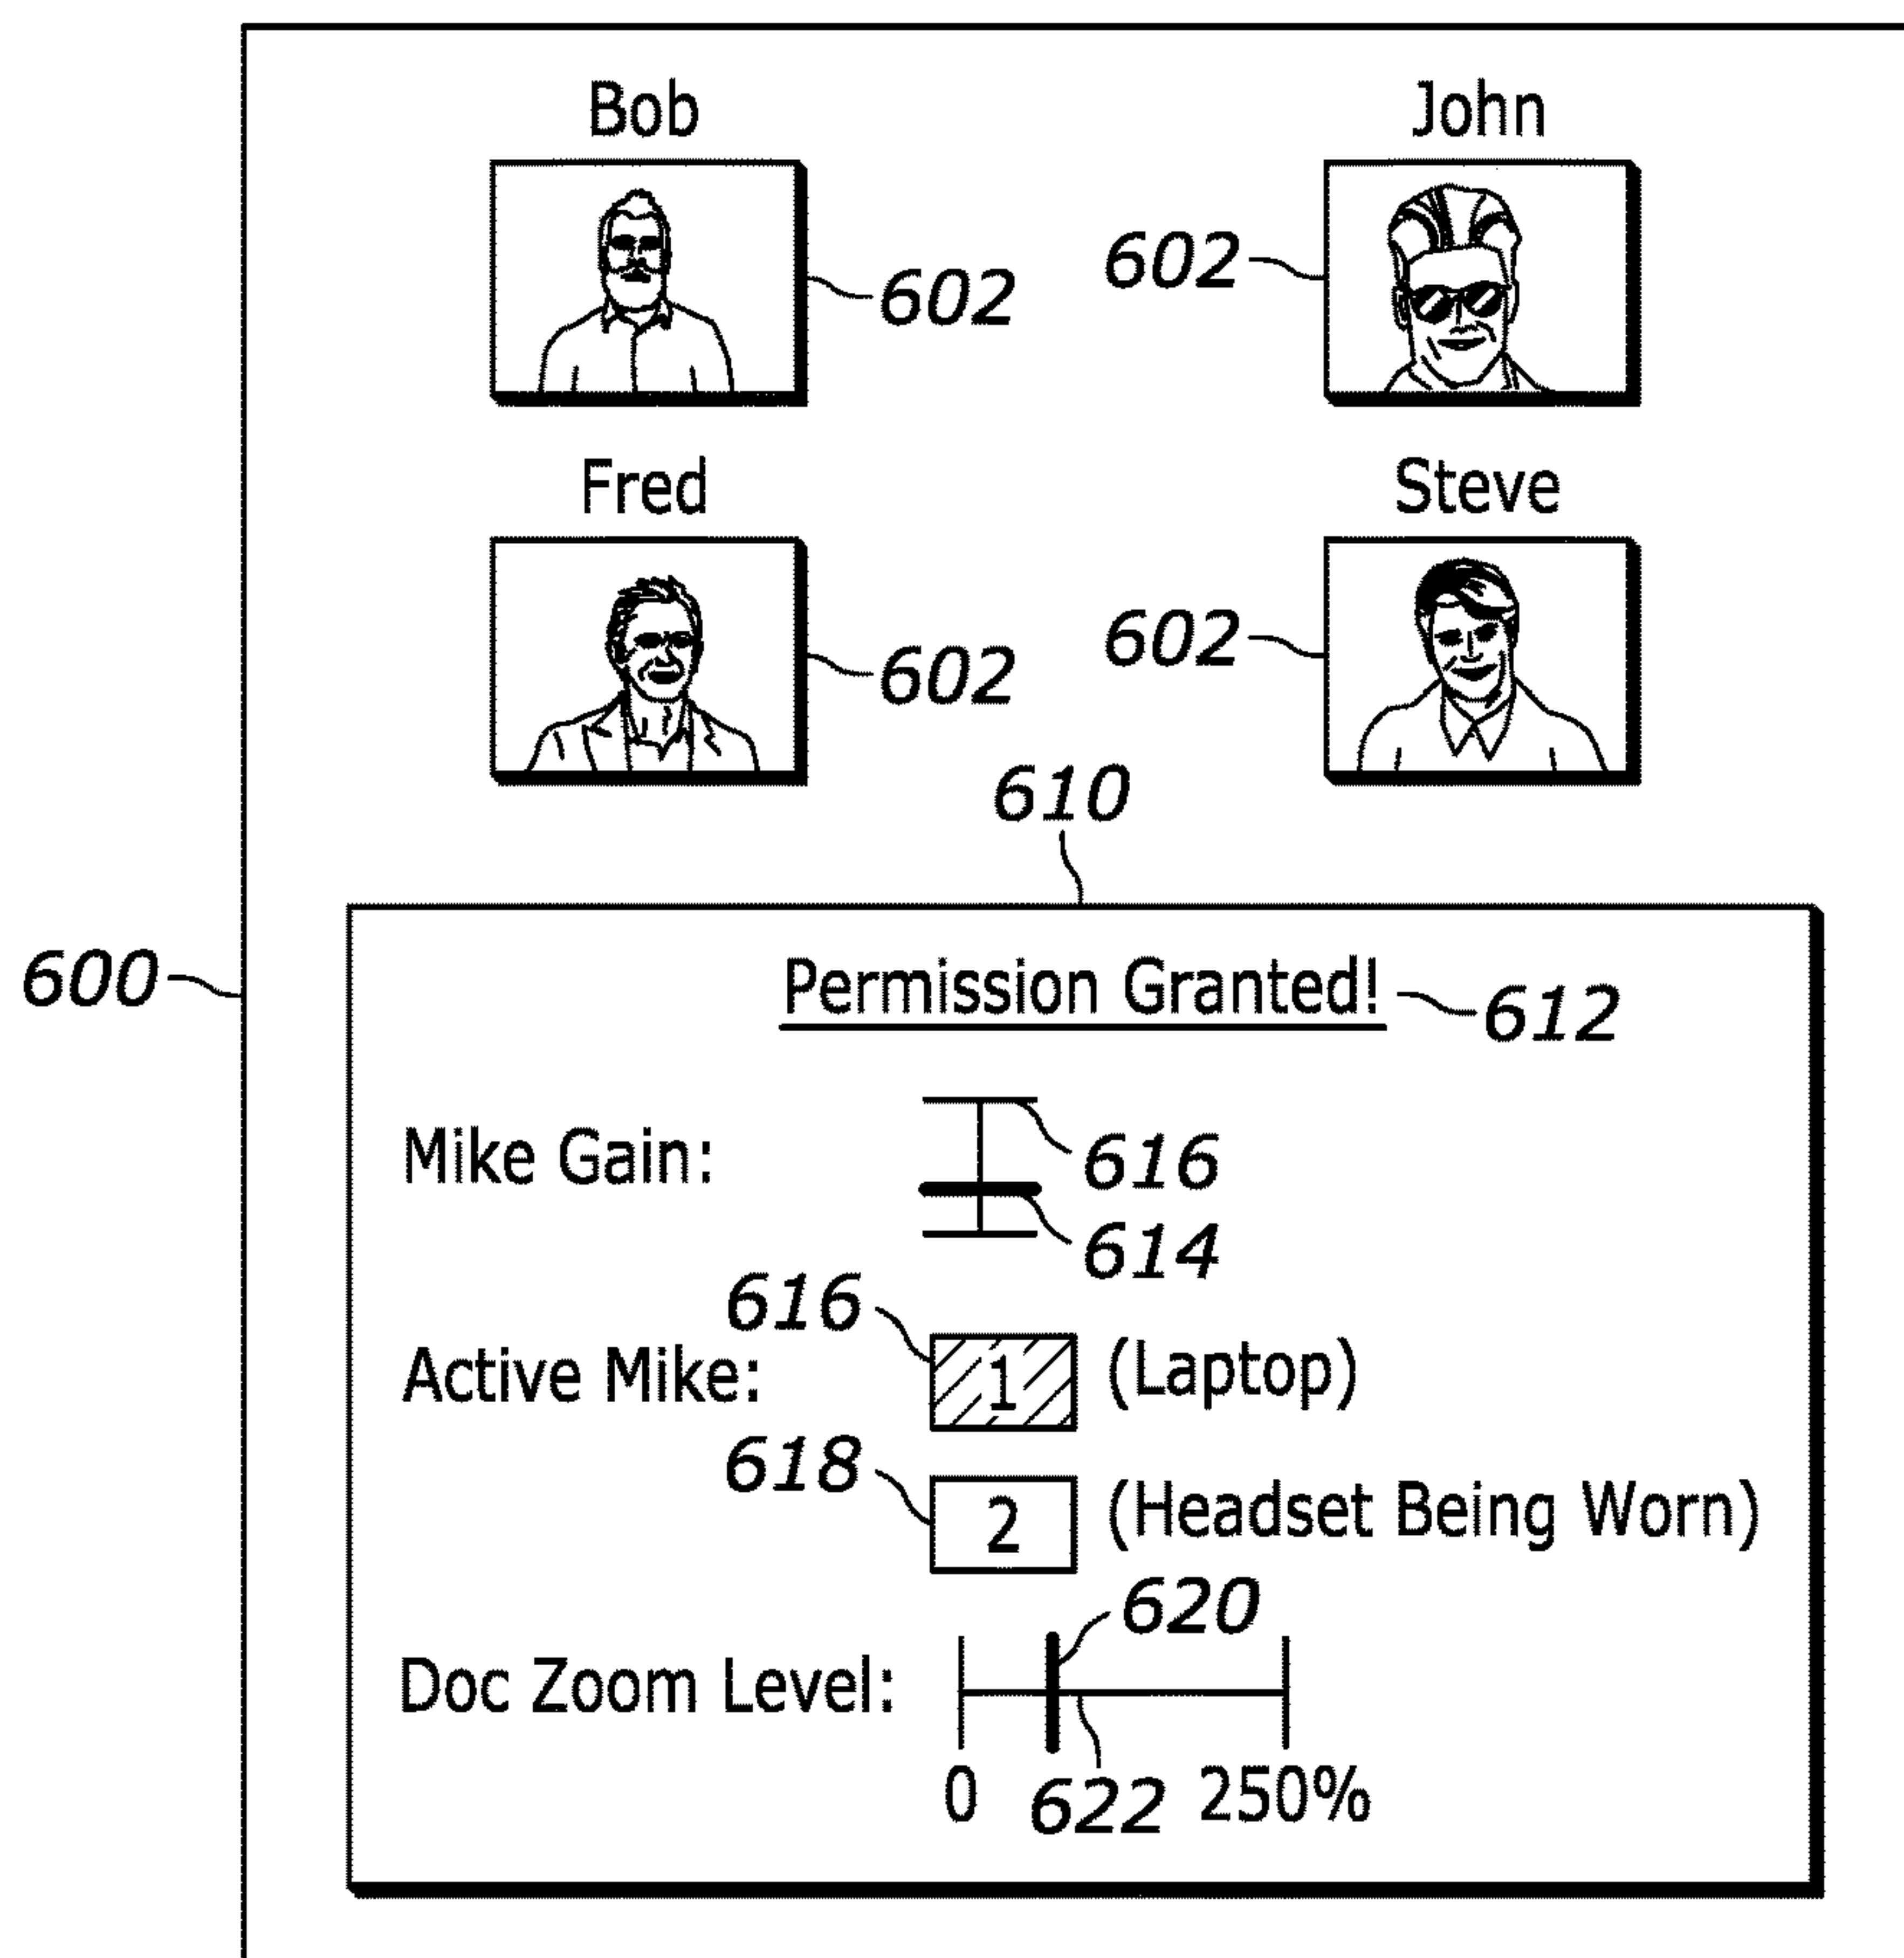 Bob John
602 602
Fred Steve
602 602
610
600
Permission Granted! 612
Mike Gain: 616
614
616
Active Mike: 1 (Laptop)
618
2 (Headset Being Worn)
620
Doc Zoom Level:
0 622 250%